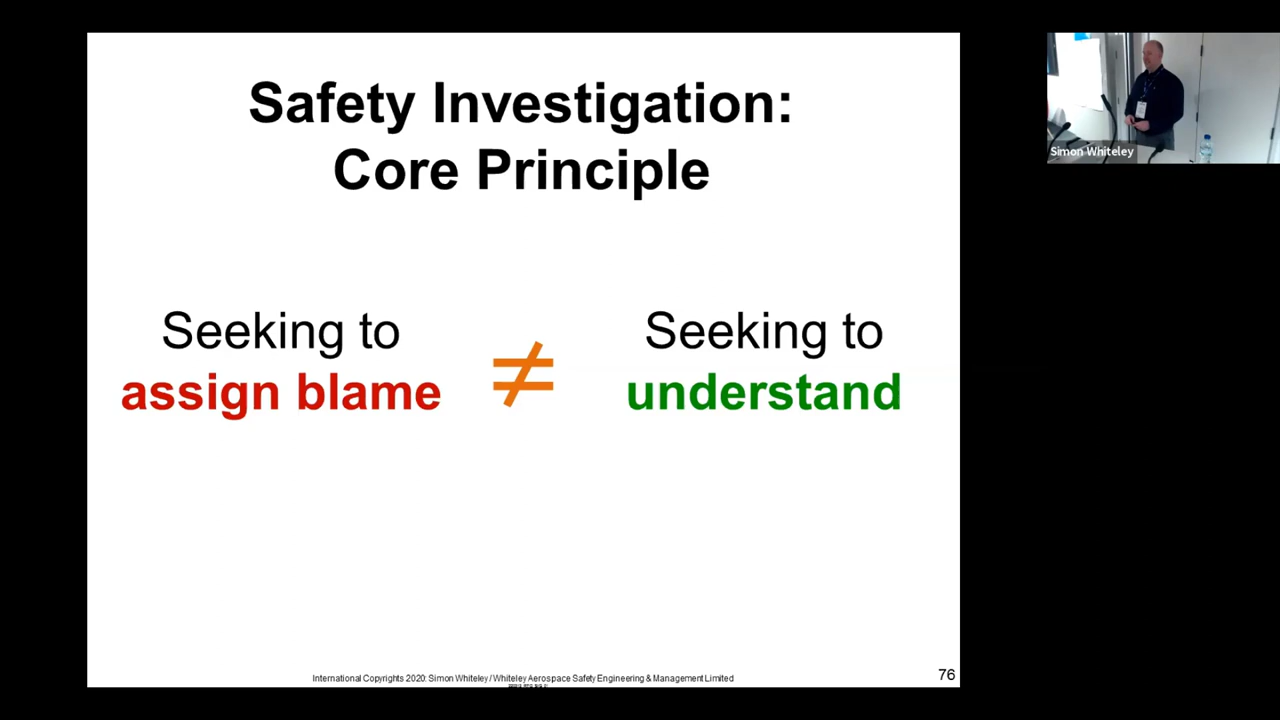 Safety Investigation:
Core Principle
Seeking to
assign blame
≠
Seeking to
understand
International Copyrights 2020: Simon Whiteley / Whiteley Aerospace Safety Engineering & Management Limited
76
Simon Whiteley